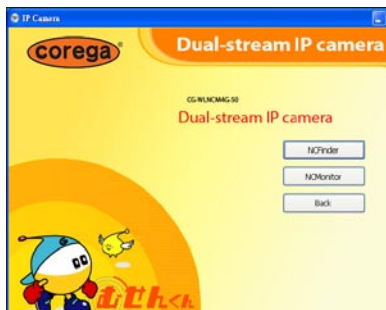 IP Camera
corega
Dual-stream IP camera
CG-WLNCM4G-50
Dual-stream IP camera
NCFinder
NCMonitor
Back
むせんくん